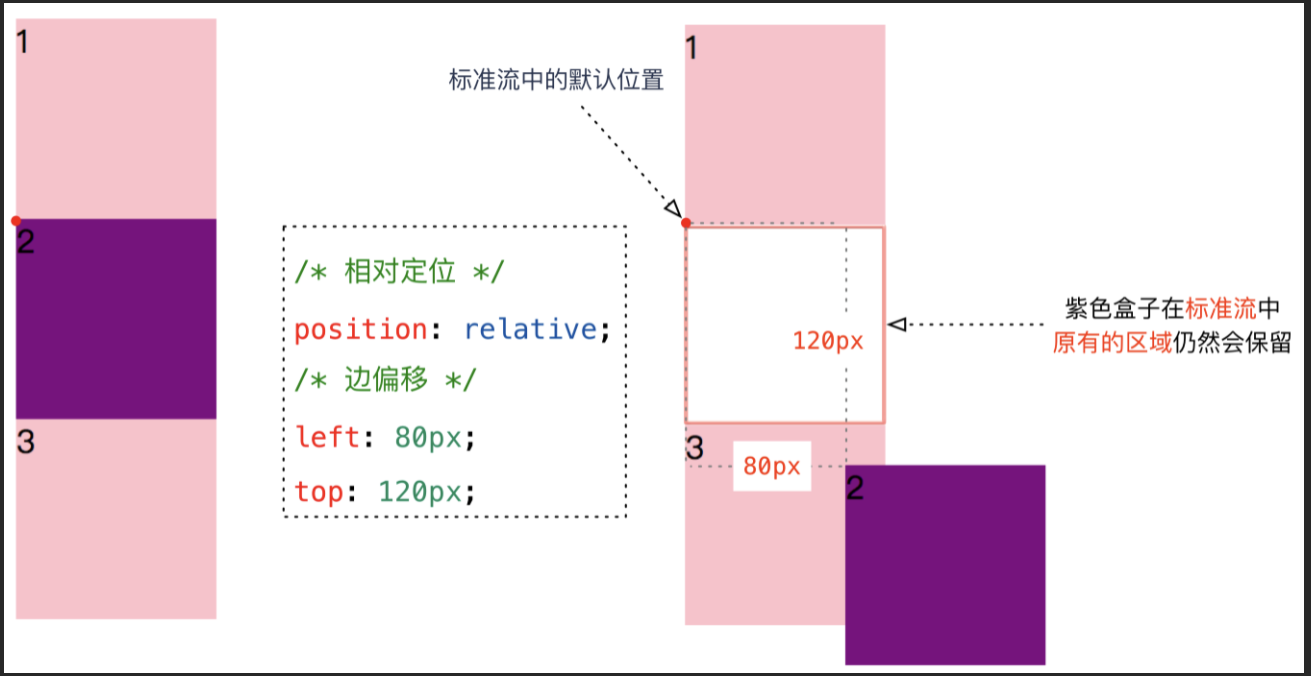 1
2
3
/* 相对定位 */
position: relative;
/* 边偏移 */
left: 80px;
top: 120px;
标准流中的默认位置
1
120px
3
80px
2
紫色盒子在标准流中
原有的区域仍然会保留